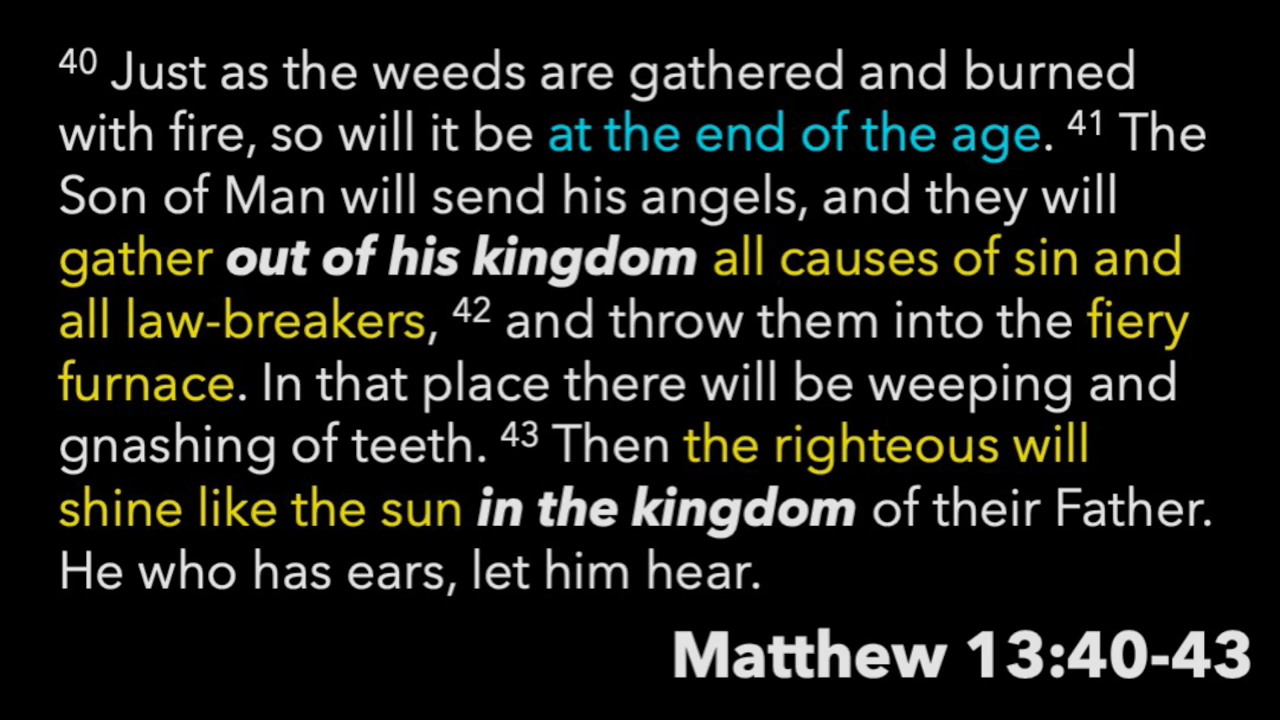 40 Just as the weeds are gathered and burned
with fire, so will it be at the end of the age. 41 The
Son of Man will send his angels, and they will
gather out of his kingdom all causes of sin and
all law-breakers, 42 and throw them into the fiery
furnace. In that place there will be weeping and
gnashing of teeth. 43 Then the righteous will
shine like the sun in the kingdom of their Father.
He who has ears, let him hear.
Matthew 13:40-43